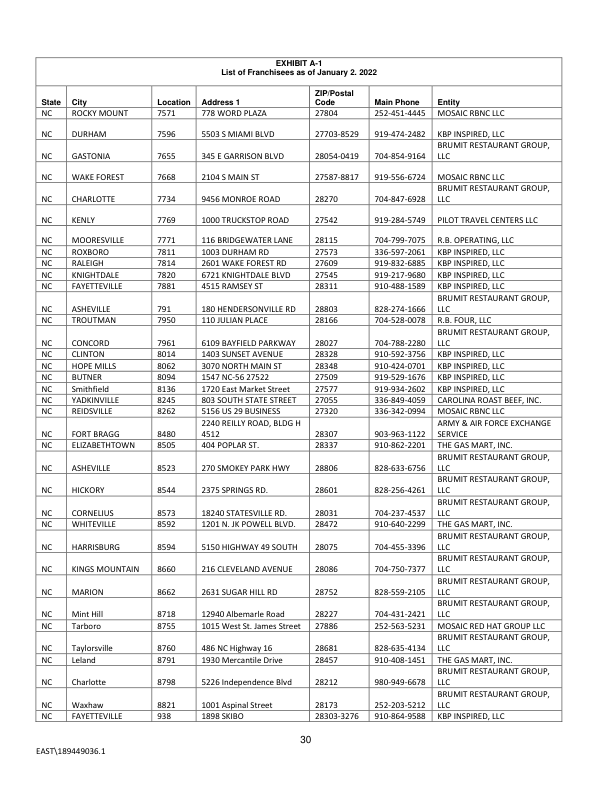 EXHIBIT A-1
List of Franchisees as of January 2. 2022
State City Location Address 1 ZIP/Postal Code Main Phone Entity
NC ROCKY MOUNT 7571 778 WORD PLAZA 27804 252-451-4445 MOSAIC RBNC LLC
NC DURHAM 7596 5503 S MIAMI BLVD 27703-8529 919-474-2482 KBP INSPIRED, LLC
NC GASTONIA 7655 345 E GARRISON BLVD 28054-0419 704-854-9164 BRUMIT RESTAURANT GROUP, LLC
NC WAKE FOREST 7668 2104 S MAIN ST 27587-8817 919-556-6724 MOSAIC RBNC LLC
NC CHARLOTTE 7734 9456 MONROE ROAD 28270 704-847-6928 BRUMIT RESTAURANT GROUP, LLC
NC KENLY 7769 1000 TRUCKSTOP ROAD 27542 919-284-5749 PILOT TRAVEL CENTERS LLC
NC MOORESVILLE 7771 116 BRIDGEWATER LANE 28115 704-799-7075 R.B. OPERATING, LLC
NC ROXBORO 7811 1003 DURHAM RD 27573 336-597-2061 KBP INSPIRED, LLC
NC RALEIGH 7814 2601 WAKE FOREST RD 27609 919-832-6885 KBP INSPIRED, LLC
NC KNIGHTDALE 7820 6721 KNIGHTDALE BLVD 27545 919-217-9680 KBP INSPIRED, LLC
NC FAYETTEVILLE 7881 4515 RAMSEY ST 28311 910-488-1589 KBP INSPIRED, LLC
NC ASHEVILLE 791 180 HENDERSONVILLE RD 28803 828-274-1666 BRUMIT RESTAURANT GROUP, LLC
NC TROUTMAN 7950 110 JULIAN PLACE 28166 704-528-0078 R.B. FOUR, LLC
NC CONCORD 7961 6109 BAYFIELD PARKWAY 28027 704-788-2280 BRUMIT RESTAURANT GROUP, LLC
NC CLINTON 8014 1403 SUNSET AVENUE 28328 910-592-3756 KBP INSPIRED, LLC
NC HOPE MILLS 8062 3070 NORTH MAIN ST 28348 910-424-0701 KBP INSPIRED, LLC
NC BUTNER 8094 1547 NC-56 27522 27509 919-529-1676 KBP INSPIRED, LLC
NC Smithfield 8136 1720 East Market Street 27577 919-934-2602 KBP INSPIRED, LLC
NC YADKINVILLE 8245 803 SOUTH STATE STREET 27055 336-849-4059 CAROLINA ROAST BEEF, INC.
NC REIDSVILLE 8262 5156 US 29 BUSINESS 27320 336-342-0994 MOSAIC RBNC LLC
NC FORT BRAGG 8480 2240 REILLY ROAD, BLDG H 4512 28307 903-963-1122 ARMY & AIR FORCE EXCHANGE SERVICE
NC ELIZABETHTOWN 8505 404 POPLAR ST. 28337 910-862-2201 THE GAS MART, INC.
NC ASHEVILLE 8523 270 SMOKEY PARK HWY 28806 828-633-6756 BRUMIT RESTAURANT GROUP, LLC
NC HICKORY 8544 2375 SPRINGS RD. 28601 828-256-4261 BRUMIT RESTAURANT GROUP, LLC
NC CORNELIUS 8573 18240 STATESVILLE RD. 28031 704-237-4537 BRUMIT RESTAURANT GROUP, LLC
NC WHITEVILLE 8592 1201 N. JK POWELL BLVD. 28472 910-640-2299 THE GAS MART, INC.
NC HARRISBURG 8594 5150 HIGHWAY 49 SOUTH 28075 704-455-3396 BRUMIT RESTAURANT GROUP, LLC
NC KINGS MOUNTAIN 8660 216 CLEVELAND AVENUE 28086 704-750-7377 BRUMIT RESTAURANT GROUP, LLC
NC MARION 8662 2631 SUGAR HILL RD 28752 828-559-2105 BRUMIT RESTAURANT GROUP, LLC
NC Mint Hill 8718 12940 Albemarle Road 28227 704-431-2421 BRUMIT RESTAURANT GROUP, LLC
NC Tarboro 8755 1015 West St. James Street 27886 252-563-5231 MOSAIC RED HAT GROUP LLC
NC Taylorsville 8760 486 NC Highway 16 28681 828-635-4134 BRUMIT RESTAURANT GROUP, LLC
NC Leland 8791 1930 Mercantile Drive 28457 910-408-1451 THE GAS MART, INC.
NC Charlotte 8798 5226 Independence Blvd 28212 980-949-6678 BRUMIT RESTAURANT GROUP, LLC
NC Waxhaw 8821 1001 Aspinal Street 28173 252-203-5212 BRUMIT RESTAURANT GROUP, LLC
NC FAYETTEVILLE 938 1898 SKIBO 28303-3276 910-864-9588 KBP INSPIRED, LLC
30
EAST\189449036.1